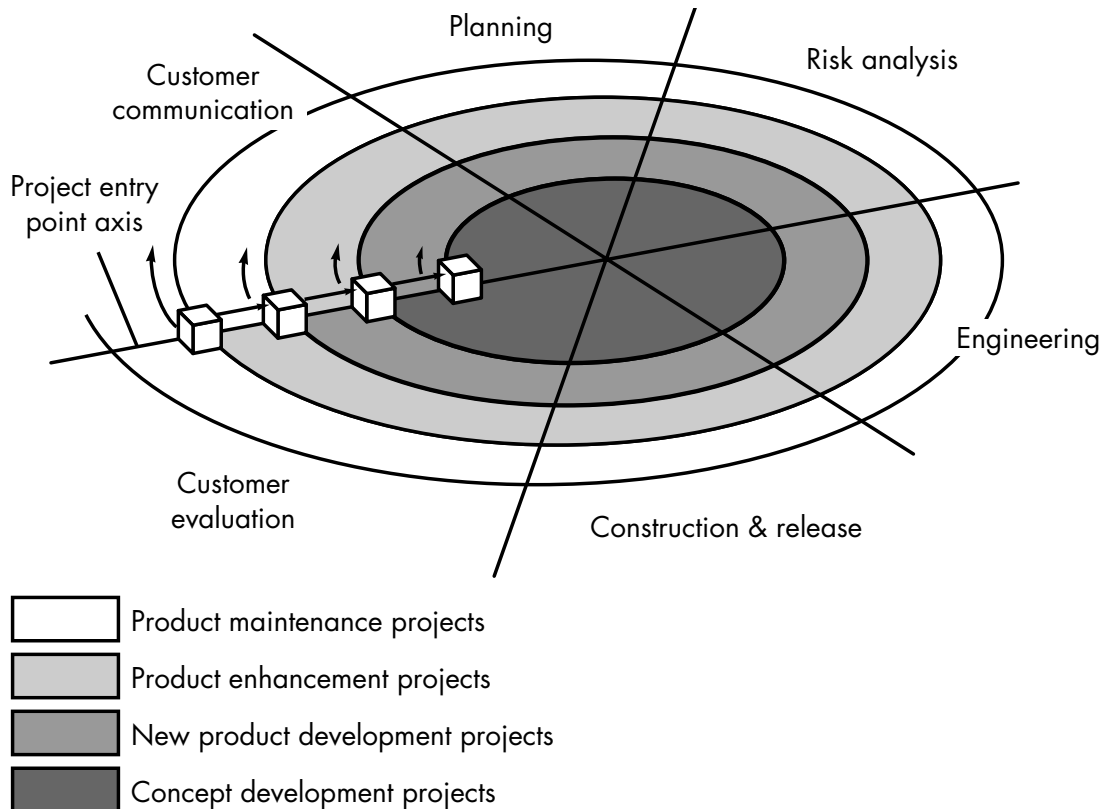 Planning
Risk analysis
Customer
communication
Project entry
point axis
Engineering
Customer
evaluation
Construction & release
Product maintenance projects
Product enhancement projects
New product development projects
Concept development projects